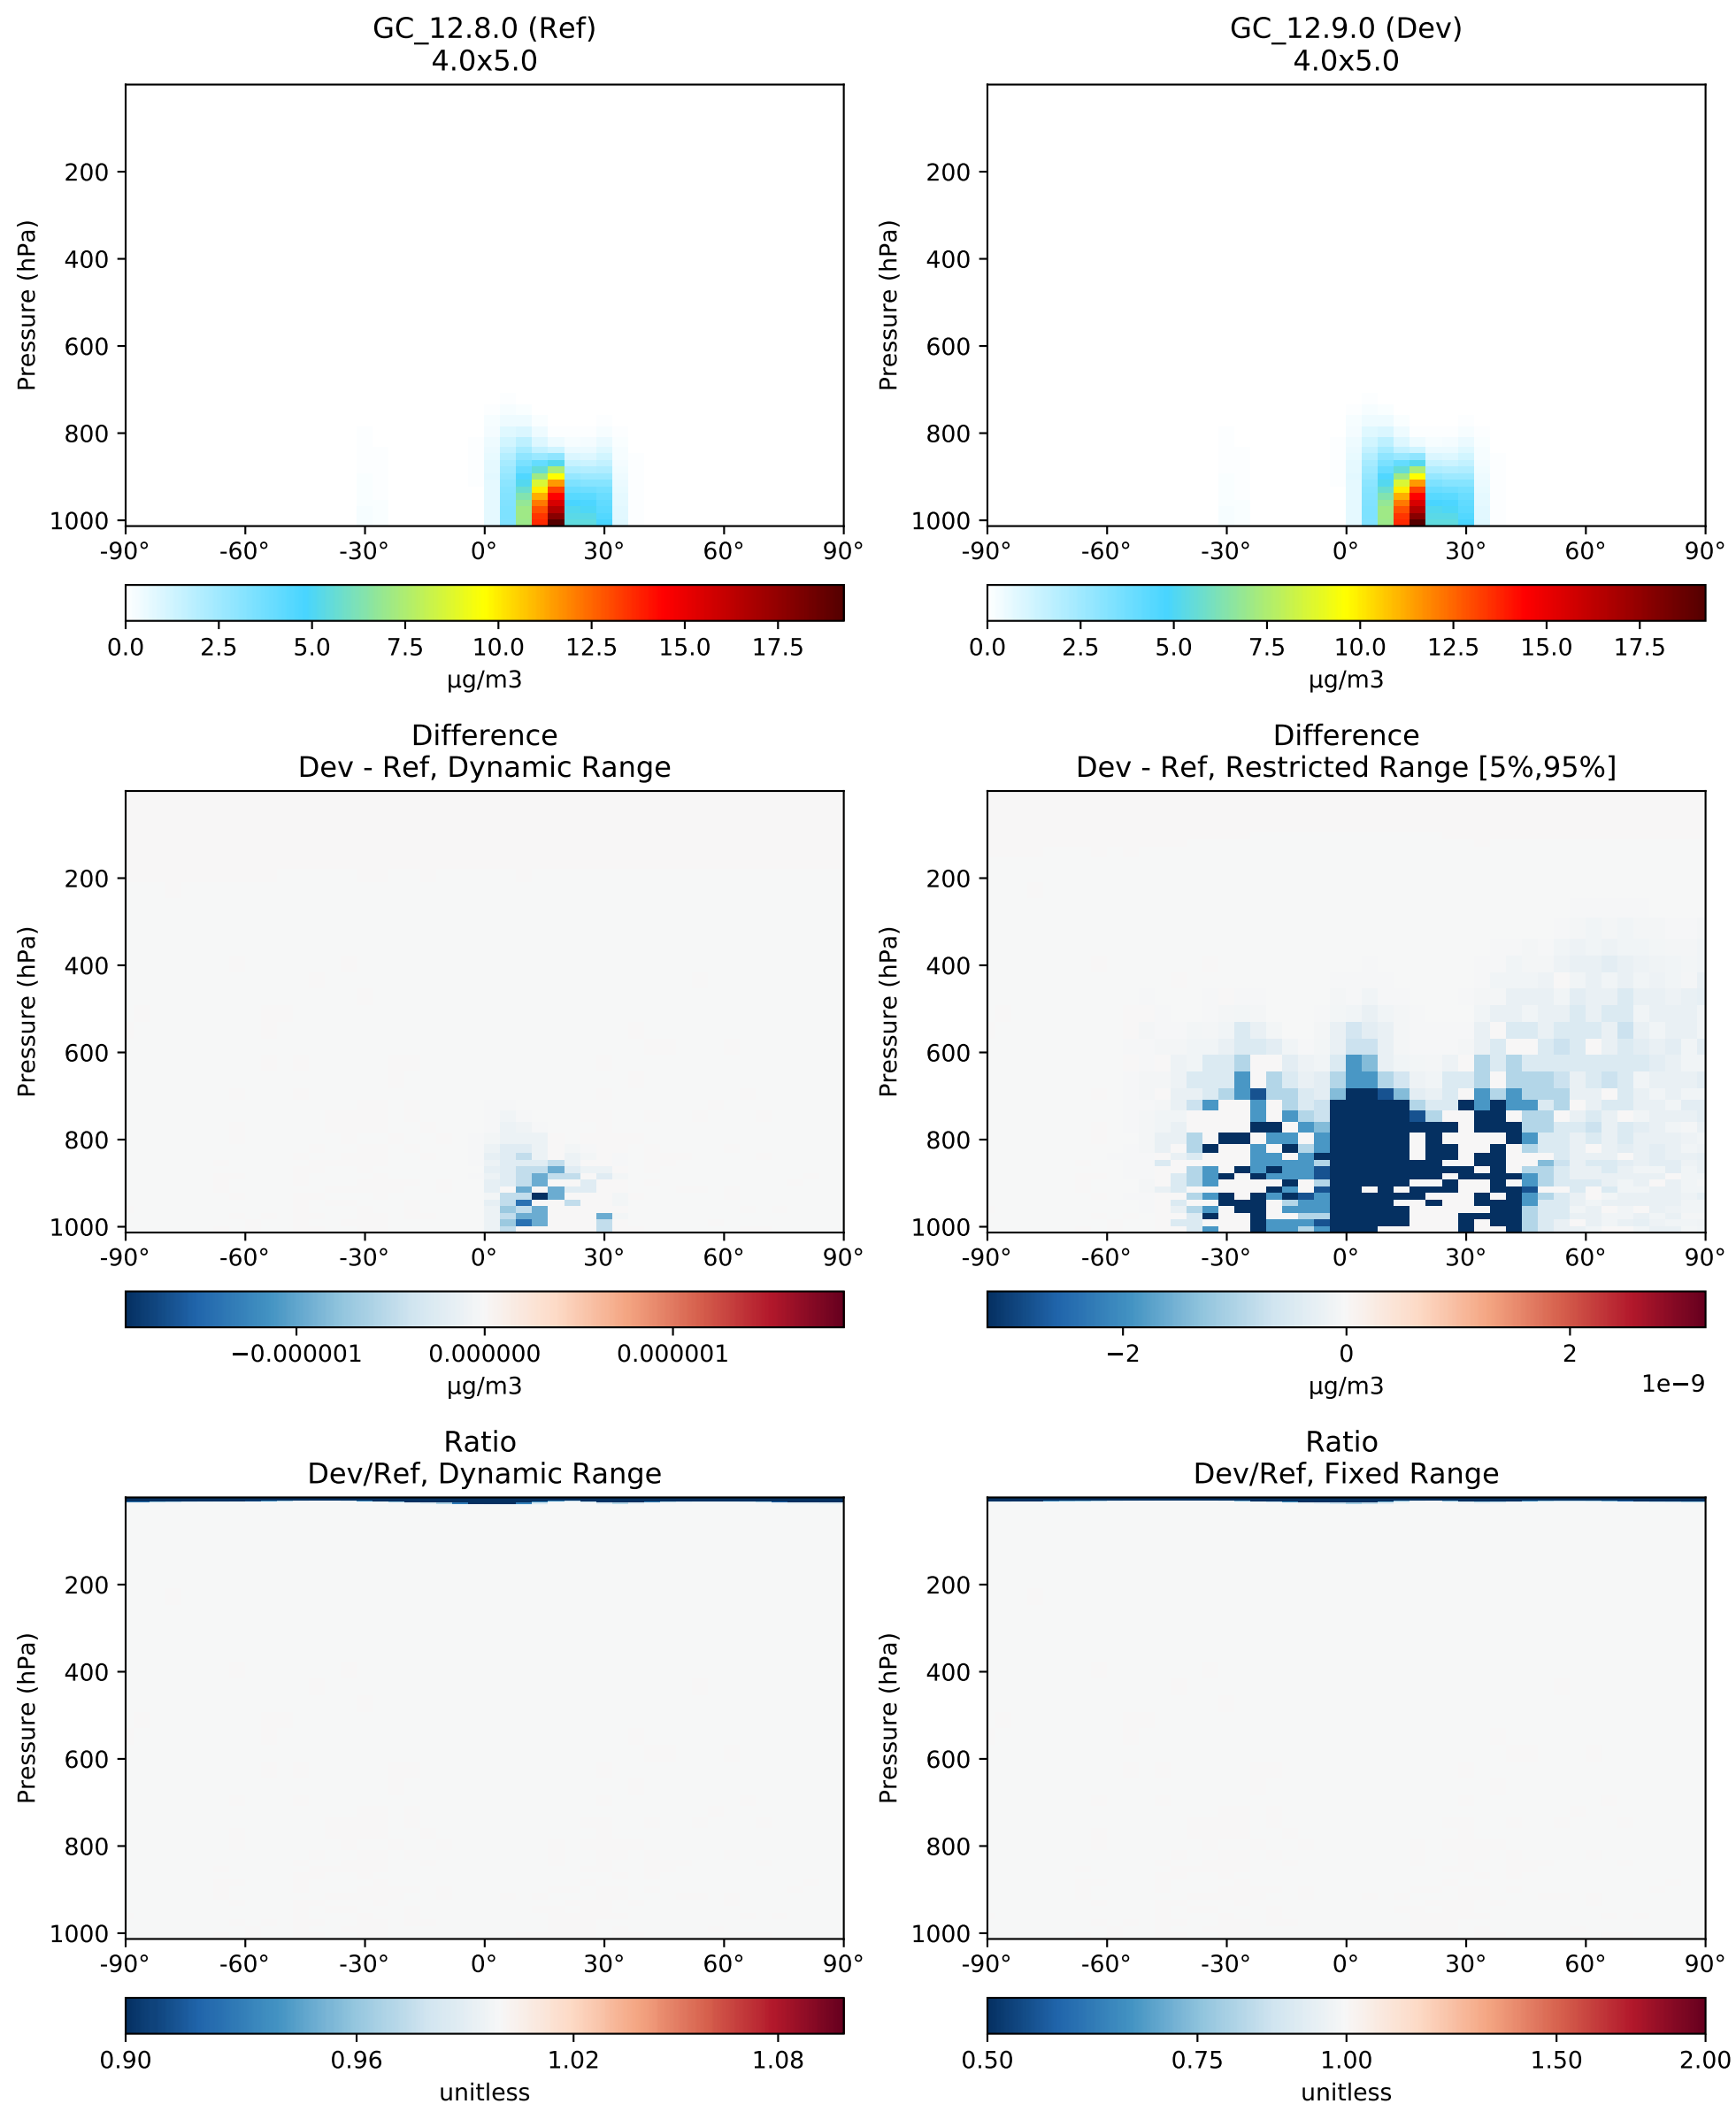 GC_12.8.0 (Ref)
4.0x5.0
GC_12.9.0 (Dev)
4.0x5.0
Pressure (hPa)
200
400
600
800
1000
-90° -60° -30° 0° 30° 60° 90°
0.0 2.5 5.0 7.5 10.0 12.5 15.0 17.5
μg/m3
Pressure (hPa)
200
400
600
800
1000
-90° -60° -30° 0° 30° 60° 90°
0.0 2.5 5.0 7.5 10.0 12.5 15.0 17.5
μg/m3
Difference
Dev - Ref, Dynamic Range
Pressure (hPa)
200
400
600
800
1000
-90° -60° -30° 0° 30° 60° 90°
−0.000001 0.000000 0.000001
μg/m3
Difference
Dev - Ref, Restricted Range [5%,95%]
Pressure (hPa)
200
400
600
800
1000
-90° -60° -30° 0° 30° 60° 90°
−2 0 2
μg/m3
1e−9
Ratio
Dev/Ref, Dynamic Range
Pressure (hPa)
200
400
600
800
1000
-90° -60° -30° 0° 30° 60° 90°
0.90 0.96 1.02 1.08
unitless
Ratio
Dev/Ref, Fixed Range
Pressure (hPa)
200
400
600
800
1000
-90° -60° -30° 0° 30° 60° 90°
0.50 0.75 1.00 1.50 2.00
unitless